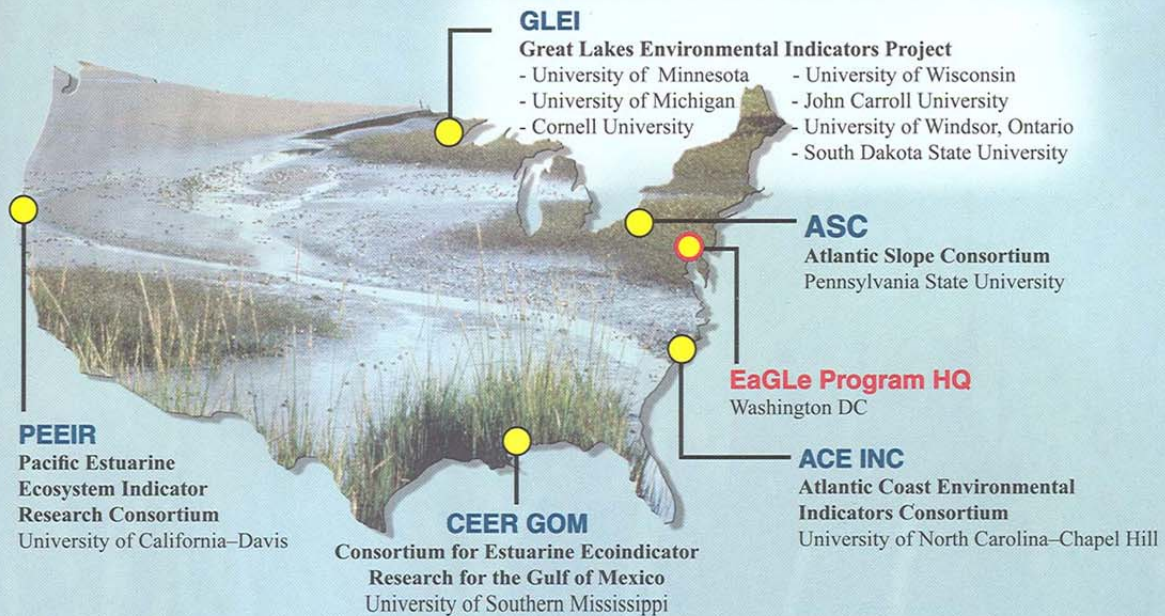 GLEI
Great Lakes Environmental Indicators Project
- University of Minnesota
- University of Michigan
- Cornell University
- University of Wisconsin
- John Carroll University
- University of Windsor, Ontario
- South Dakota State University
ASC
Atlantic Slope Consortium
Pennsylvania State University
EaGLe Program HQ
Washington DC
PEEIR
Pacific Estuarine
Ecosystem Indicator
Research Consortium
University of California–Davis
CEER GOM
Consortium for Estuarine Ecoindicator
Research for the Gulf of Mexico
University of Southern Mississippi
ACE INC
Atlantic Coast Environmental
Indicators Consortium
University of North Carolina–Chapel Hill